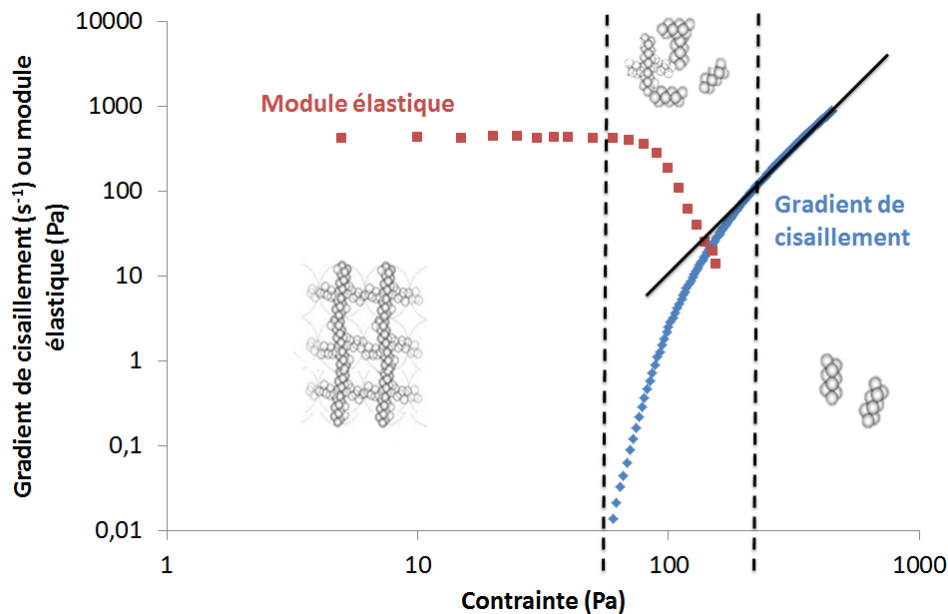 Gradient de cisaillement (s⁻¹) ou module
élastique (Pa)
10000
1000
100
10
1
0,1
0,01
Module élastique
Gradient de
cisaillement
1
10
100
1000
Contrainte (Pa)